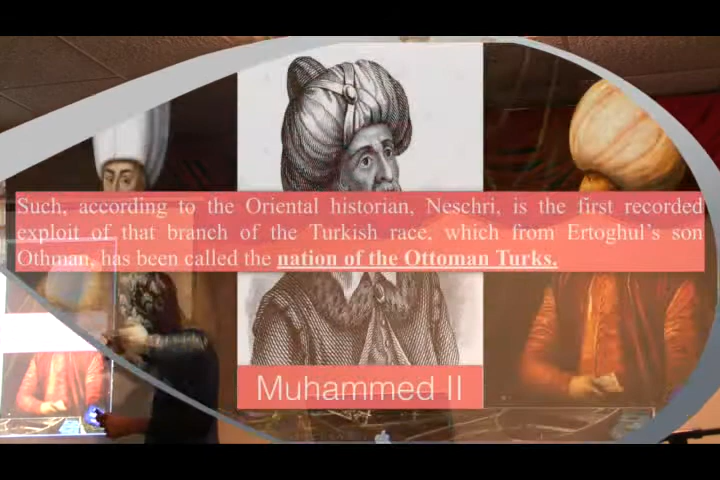 Such, according to the Oriental historian, Neschri, is the first recorded
exploit of that branch of the Turkish race, which from Ertoghul's son
Othman, has been called the nation of the Ottoman Turks.
Muhammed II